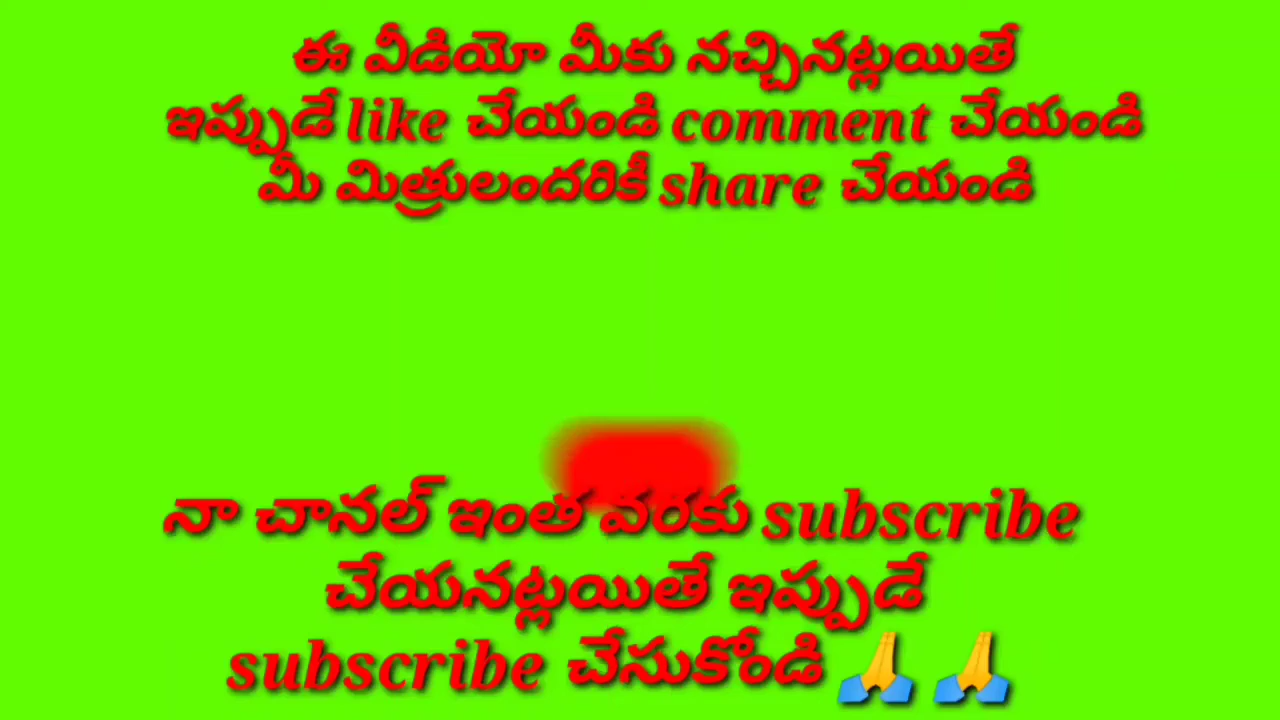 ఈ వీడియో మీకు నచ్చినట్లయితే
ఇప్పుడే like చేయండి comment చేయండి
మీ మిత్రులందరికీ share చేయండి
నా చానల్ ఇంత వరకు subscribe
చేయనట్లయితే ఇప్పుడే
subscribe చేసుకోండి 🙏 🙏